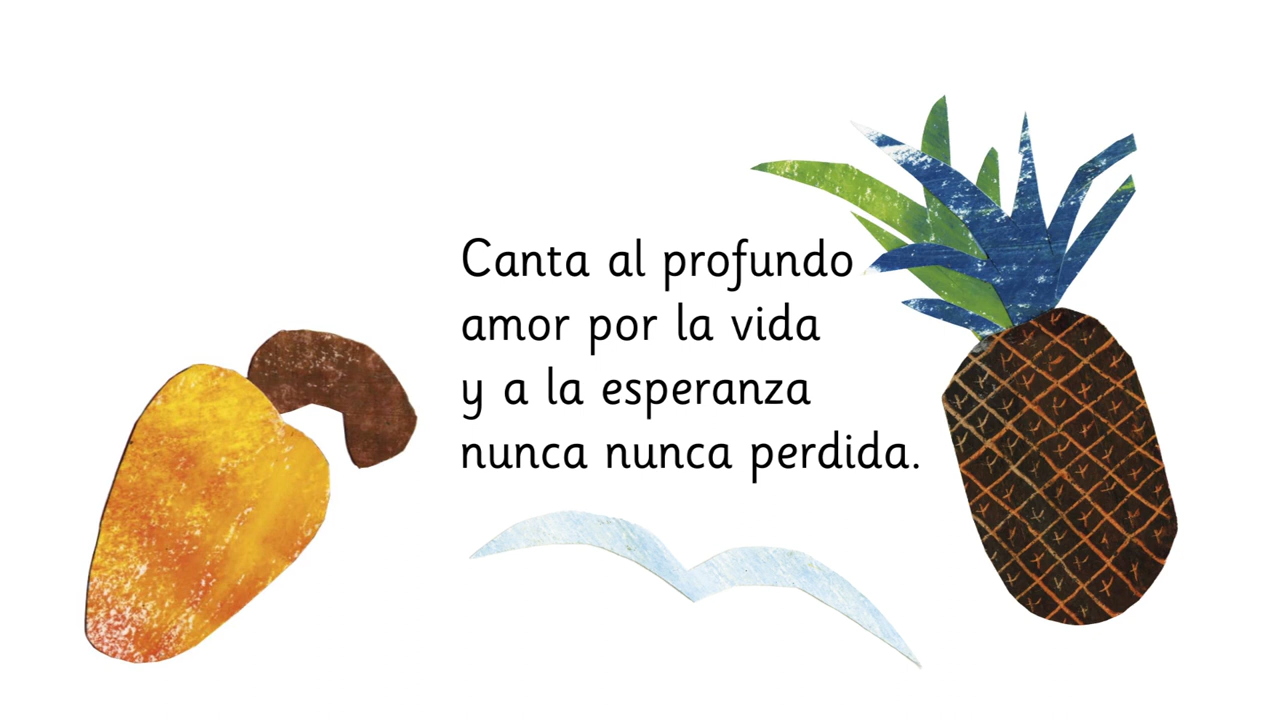 Canta al profundo
amor por la vida
y a la esperanza
nunca nunca perdida.